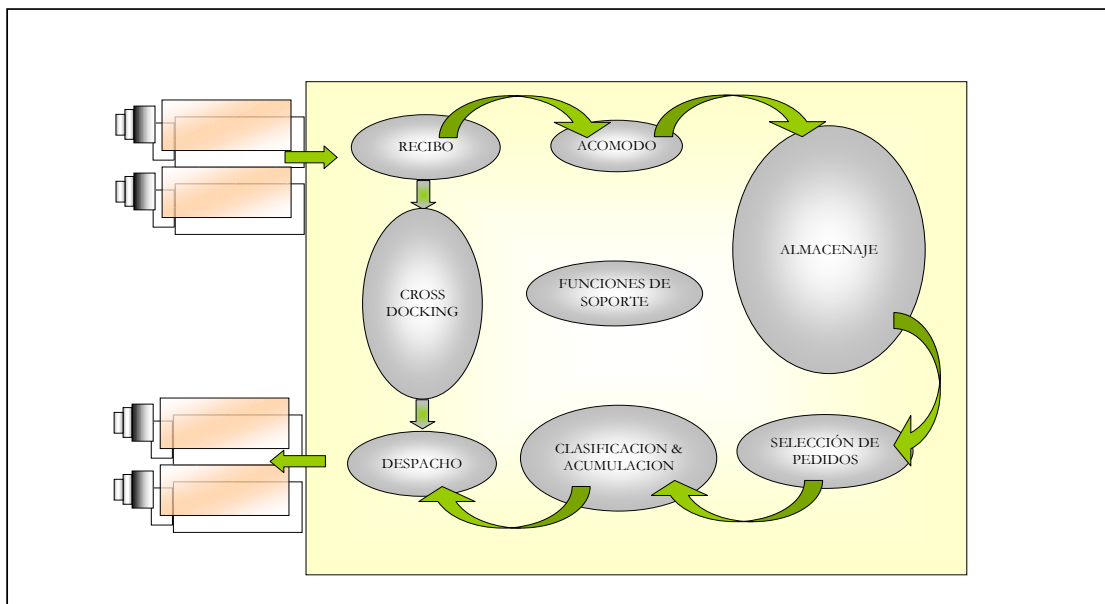 RECIBO
ACOMODO
ALMACENAJE
CROSS
DOCKING
FUNCIONES DE
SOPORTE
DESPACHO
CLASIFICACION &
ACUMULACION
SELECCIÓN DE
PEDIDOS